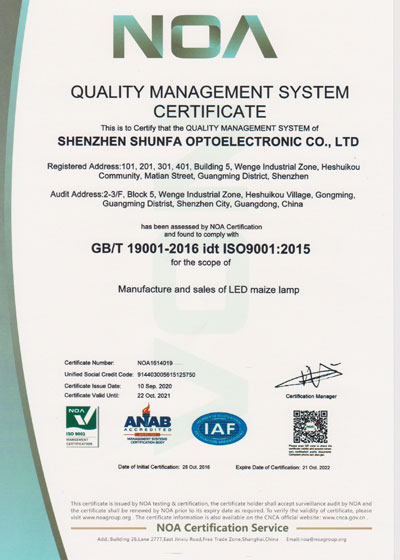 NOA
QUALITY MANAGEMENT SYSTEM
CERTIFICATE
This is to Certify that the QUALITY MANAGEMENT SYSTEM of
SHENZHEN SHUNFA OPTOELECTRONIC CO., LTD
Registered Address:101, 201, 301, 401, Building 5, Wenge Industrial Zone, Heshuikou
Community, Matian Street, Guangming District, Shenzhen
Audit Address:2-3/F, Block 5, Wenge Industrial Zone, Heshuikou Village, Gongming,
Guangming District, Shenzhen City, Guangdong, China
has been assessed by NOA Certification
and found to comply with
GB/T 19001-2016 idt ISO9001:2015
for the scope of
Manufacture and sales of LED maize lamp
Certificate Number: NOA1614019
Unified Social Credit Code: 914403005615125750
Certificate Issue Date: 10 Sep. 2020
Certificate Valid Until: 22 Oct. 2021
Certification Manager
NOA
ISO 9001
MANAGEMENT
CERTIFICATION
ANAB
ACCREDITED
MANAGEMENT SYSTEMS
CERTIFICATION BODY
IAF
Date of Initial Certification: 28 Oct. 2016
Expire Date of Certification: 21 Oct. 2022
This certificate is issued by NOA testing & certification, the certificate holder shall accept surveillance audit by NOA and
the certificate shall be renewed by NOA prior to its expiry date as required. To verify the validity of certificate, please
visit www.noagroup.org . The certificate information is also available on the CNCA official website : www.cnca.gov.cn .
NOA Certification Service
Add.: Building 26,Lane 2777,East Jinxiu Road,Free Trade Zone,Shanghai,China Email:noa@noagroup.org